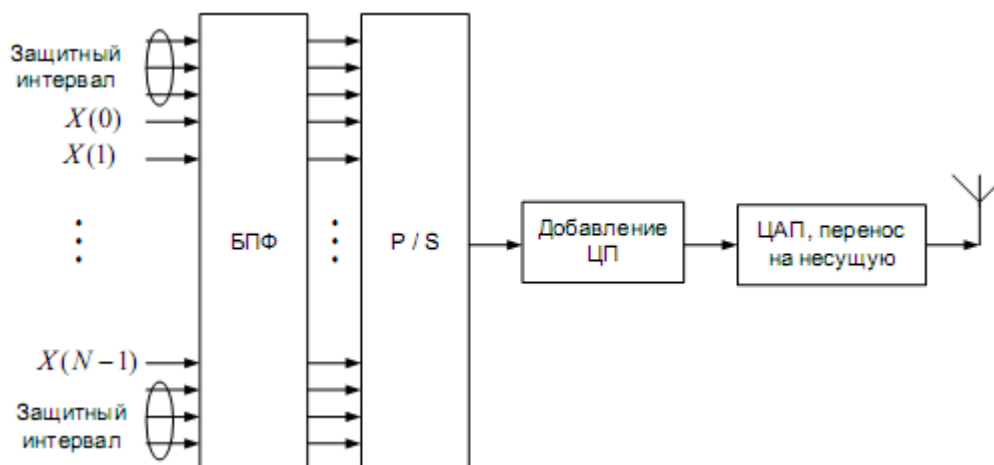 Защитный
интервал
X(0)
X(1)
X(N-1)
Защитный
интервал
БПФ
P / S
Добавление
ЦП
ЦАП, перенос
на несущую